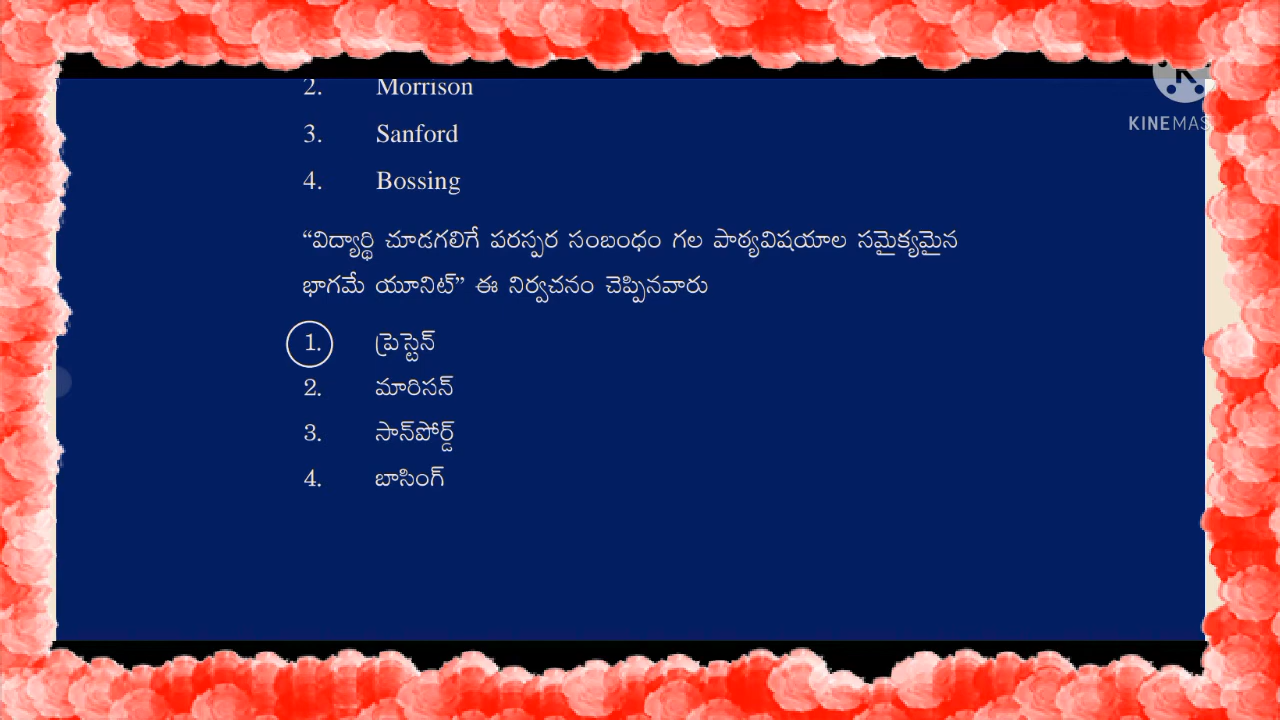 2. Morrison
KINEMAS
3. Sanford
4. Bossing
“విద్యార్థి చూడగలిగే పరస్పర సంబంధం గల పాఠ్యవిషయాల సమైక్యమైన
భాగమే యూనిట్” ఈ నిర్వచనం చెప్పినవారు
1. ప్రెస్టెన్
2. మారిసన్
3. సాన్‌పోర్డ్
4. బాసింగ్